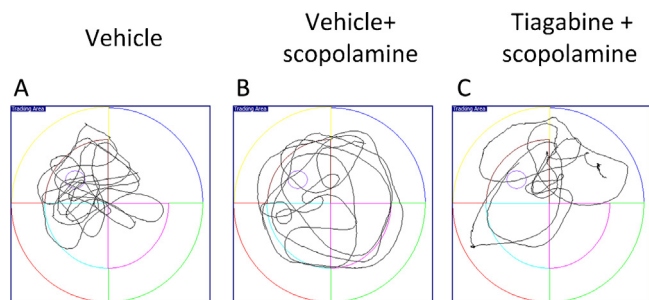 Vehicle
Vehicle+
scopolamine
Tiagabine +
scopolamine
A
B
C
Tracking Area
Tracking Area
Tracking Area